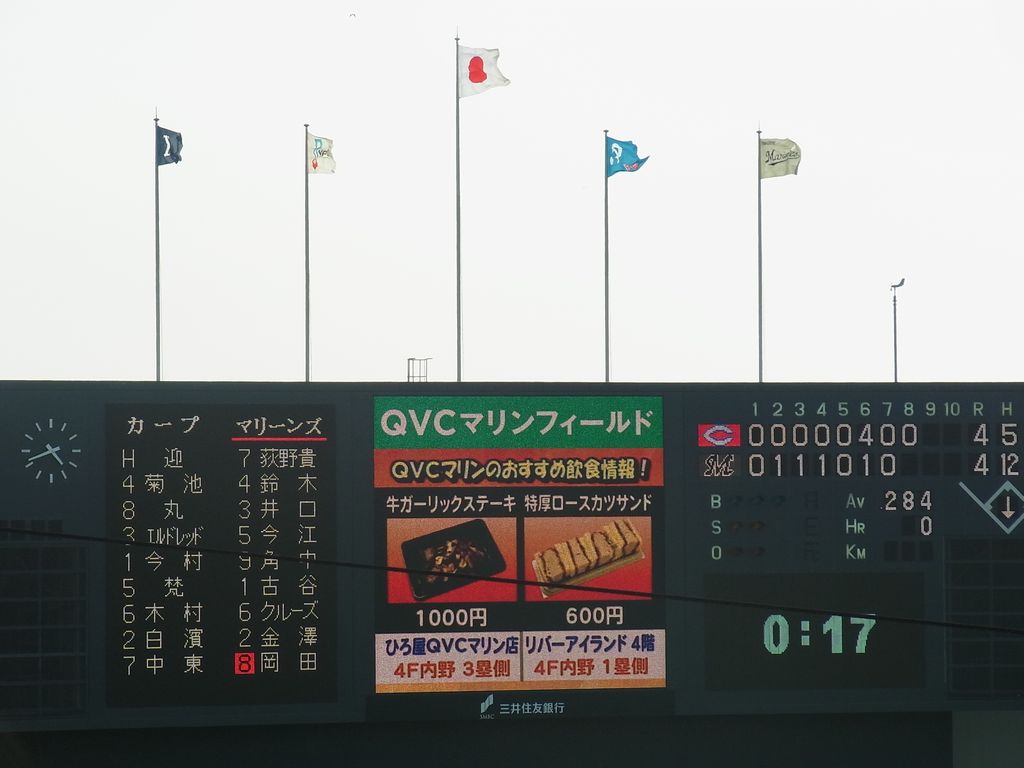 Marines
カープ
マリーンズ
H 迎
7 荻野貴
4 菊池
4 鈴木
8 丸
3 井口
3 エルドレッド
5 今江
1 今村
9 角中
5 梵
1 古谷
6 木村
6 クルーズ
2 白濱
2 金澤
7 中東
8 岡田
QVCマリンフィールド
QVCマリンのおすすめ飲食情報！
牛ガーリックステーキ
特厚ロースカツサンド
1000円
600円
ひろ屋QVCマリン店
リバーアイランド 4階
4F内野 3塁側
4F内野 1塁側
SMBC 三井住友銀行
1 2 3 4 5 6 7 8 9 10 R H
C 0 0 0 0 0 4 0 0 4 5
M 0 1 1 1 0 1 0 4 12
B H Av 284
S E HR 0
O Fc KM
0:17